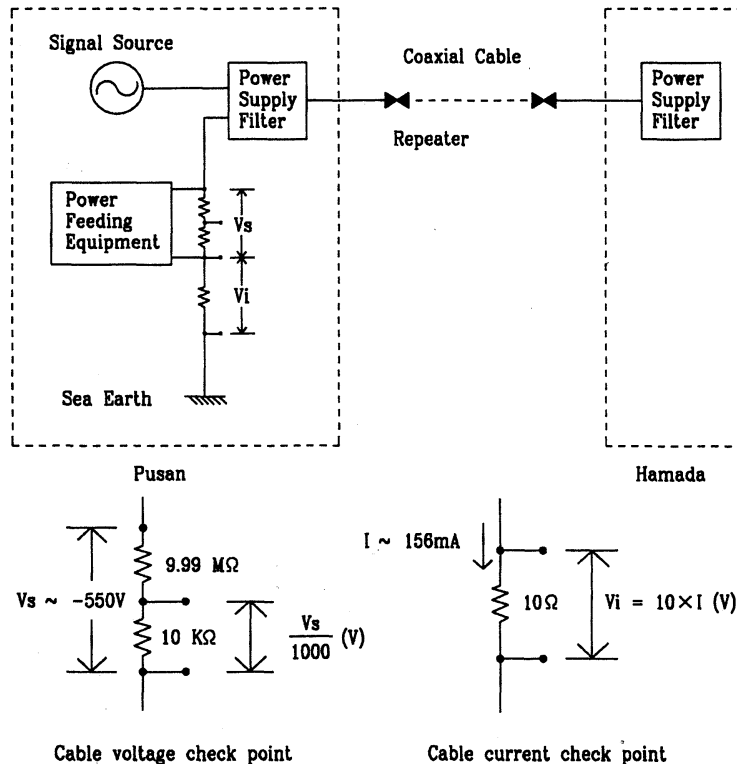 Signal Source
Power
Supply
Filter
Coaxial Cable
Repeater
Power
Supply
Filter
Power
Feeding
Equipment
Vs
Vi
Sea Earth
Pusan
Hamada
Vs ~ -550V
9.99 MΩ
10 KΩ
Vs
1000
(V)
I ~ 156mA
10Ω
Vi = 10×I (V)
Cable voltage check point
Cable current check point